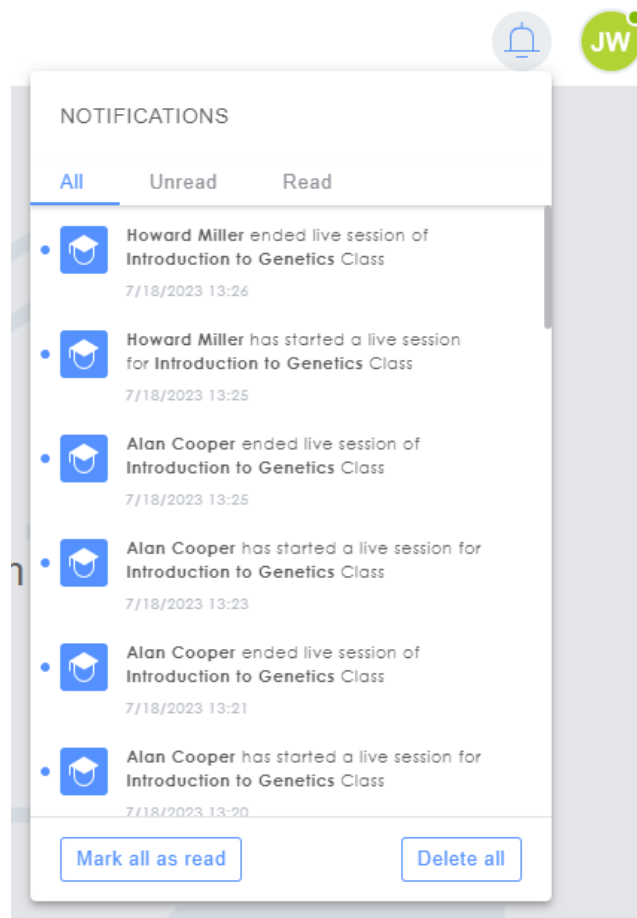 JW
NOTIFICATIONS
All Unread Read
Howard Miller ended live session of
Introduction to Genetics Class
7/18/2023 13:26
Howard Miller has started a live session
for Introduction to Genetics Class
7/18/2023 13:25
Alan Cooper ended live session of
Introduction to Genetics Class
7/18/2023 13:25
Alan Cooper has started a live session for
Introduction to Genetics Class
7/18/2023 13:23
n
Alan Cooper ended live session of
Introduction to Genetics Class
7/18/2023 13:21
Alan Cooper has started a live session for
Introduction to Genetics Class
7/18/2023 13:20
Mark all as read Delete all